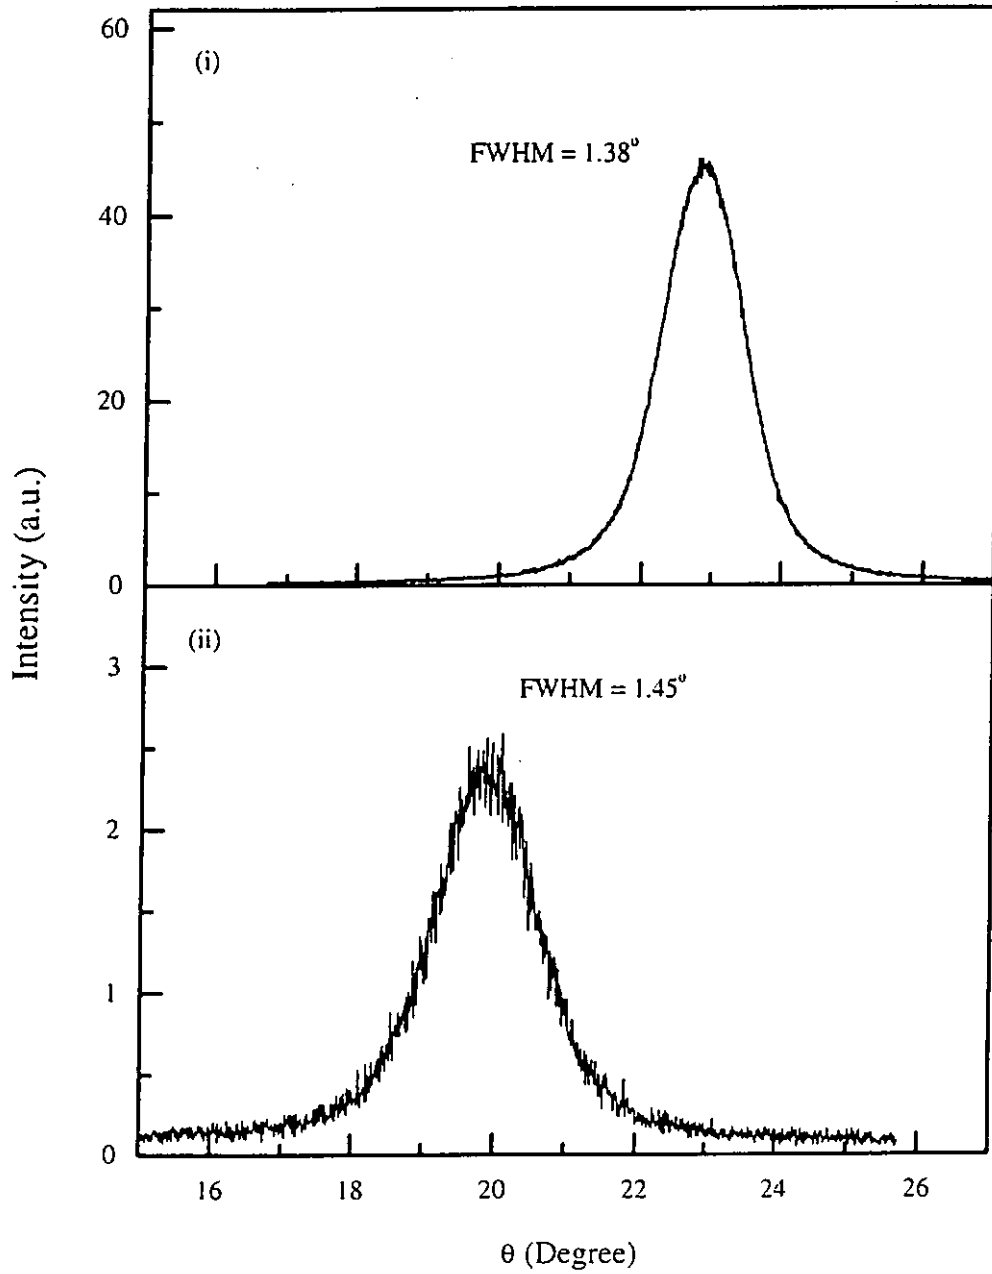 60
(i)
FWHM = 1.38°
40
20
0
Intensity (a.u.)
(ii)
3
FWHM = 1.45°
2
1
0
16 18 20 22 24 26
θ (Degree)